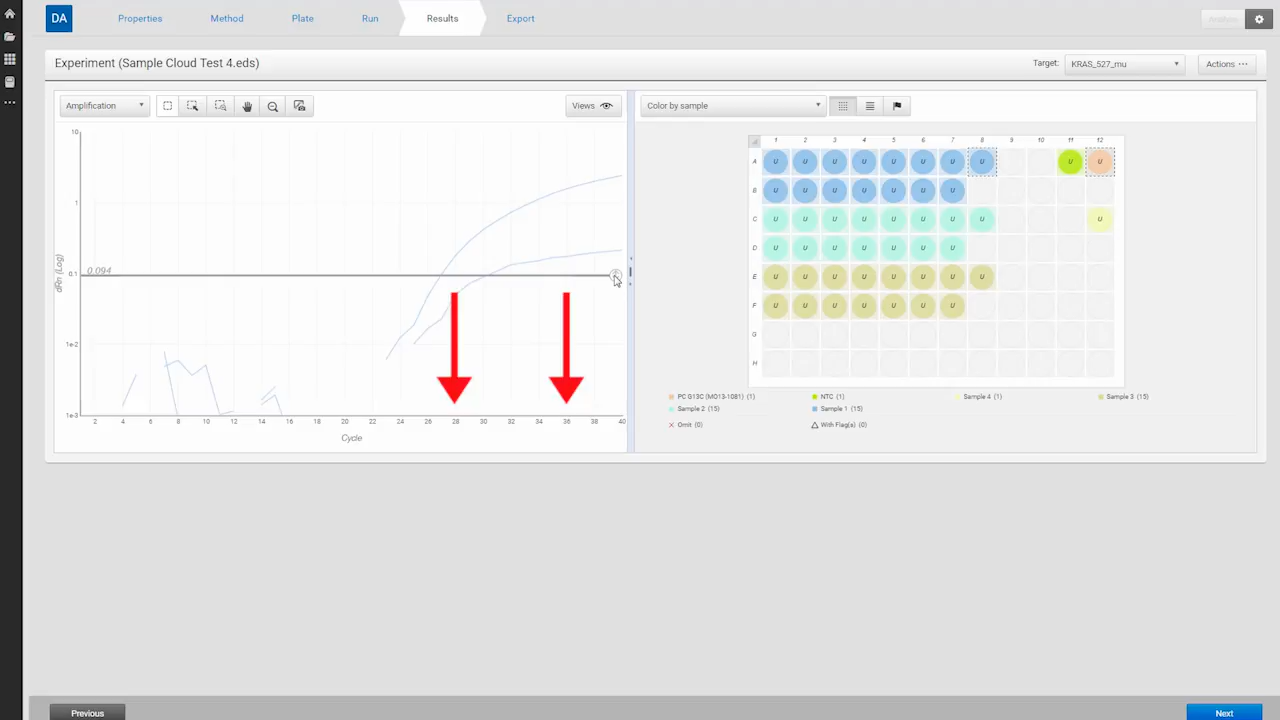 DA Properties Method Plate Run Results Export Analyze
Experiment (Sample Cloud Test 4.eds) Target: KRAS_527_mu Actions ···
Amplification Views Color by sample
10
1
0.1
1e-2
1e-3
dRn (Log)
0.094
2 4 6 8 10 12 14 16 18 20 22 24 26 28 30 32 34 36 38 40
Cycle
1 2 3 4 5 6 7 8 9 10 11 12
A U U U U U U U U U U
B U U U U U U U
C U U U U U U U U U
D U U U U U U U
E U U U U U U U U
F U U U U U U U
G
H
PC G13C (MO13-1081) (1) NTC (1) Sample 4 (1) Sample 3 (15)
Sample 2 (15) Sample 1 (15)
Omit (0) With Flag(s) (0)
Previous Next